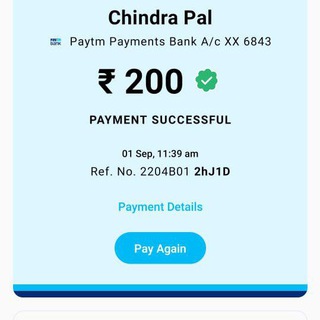 Chindra Pal
Paytm Payments Bank A/c XX 6843
₹ 200
PAYMENT SUCCESSFUL
01 Sep, 11:39 am
Ref. No. 2204B01 2hJ1D
Payment Details
Pay Again